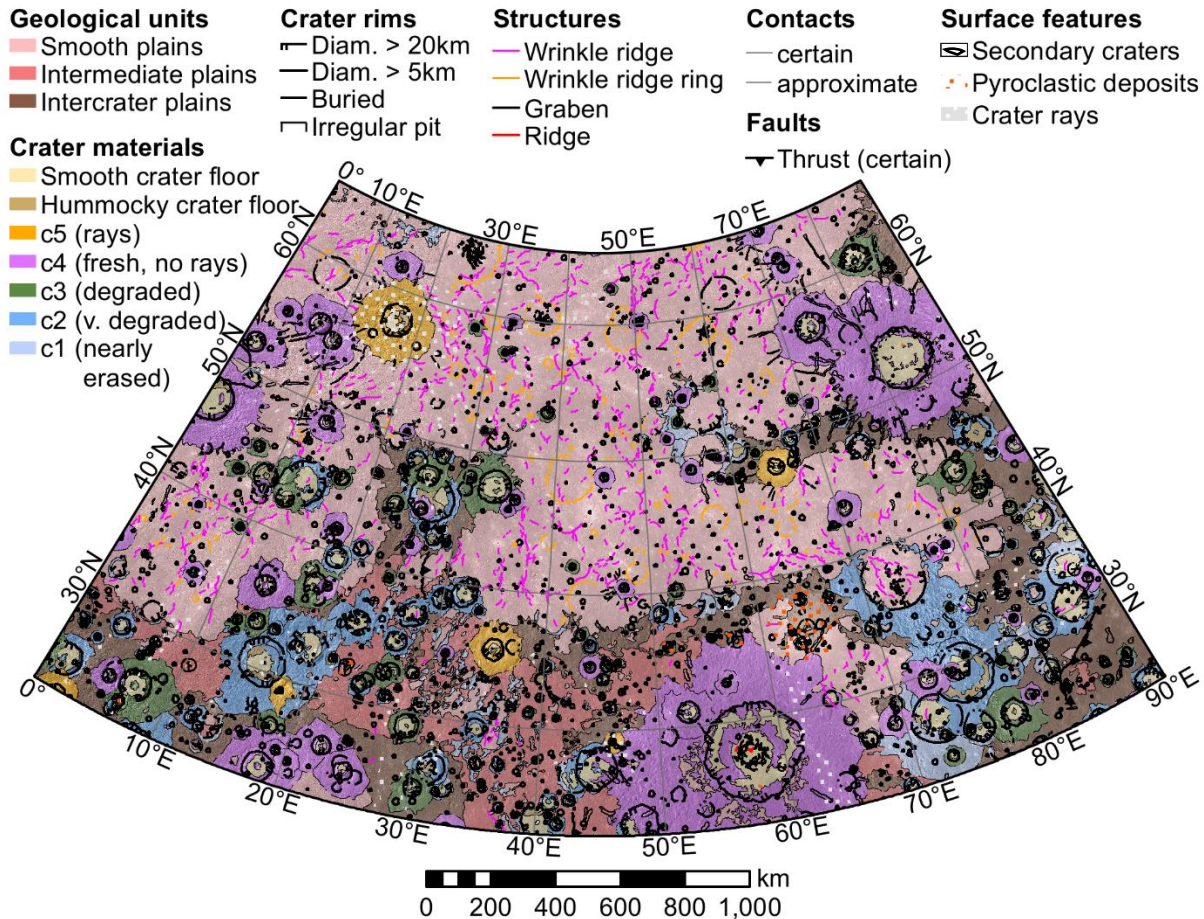 Geological units
Smooth plains
Intermediate plains
Intercrater plains
Crater materials
Smooth crater floor
Hummocky crater floor
c5 (rays)
c4 (fresh, no rays)
c3 (degraded)
c2 (v. degraded)
c1 (nearly
erased)
Crater rims
Diam. > 20km
Diam. > 5km
Buried
Irregular pit
Structures
Wrinkle ridge
Wrinkle ridge ring
Graben
Ridge
Contacts
certain
approximate
Faults
Thrust (certain)
Surface features
Secondary craters
Pyroclastic deposits
Crater rays
0° 10°E
30°E
50°E
70°E
60°N
60°N
50°N
50°N
40°N
40°N
30°N
30°N
0°
10°E
20°E
30°E
40°E
50°E
60°E
70°E
80°E
90°E
km
0 200 400 600 800 1,000